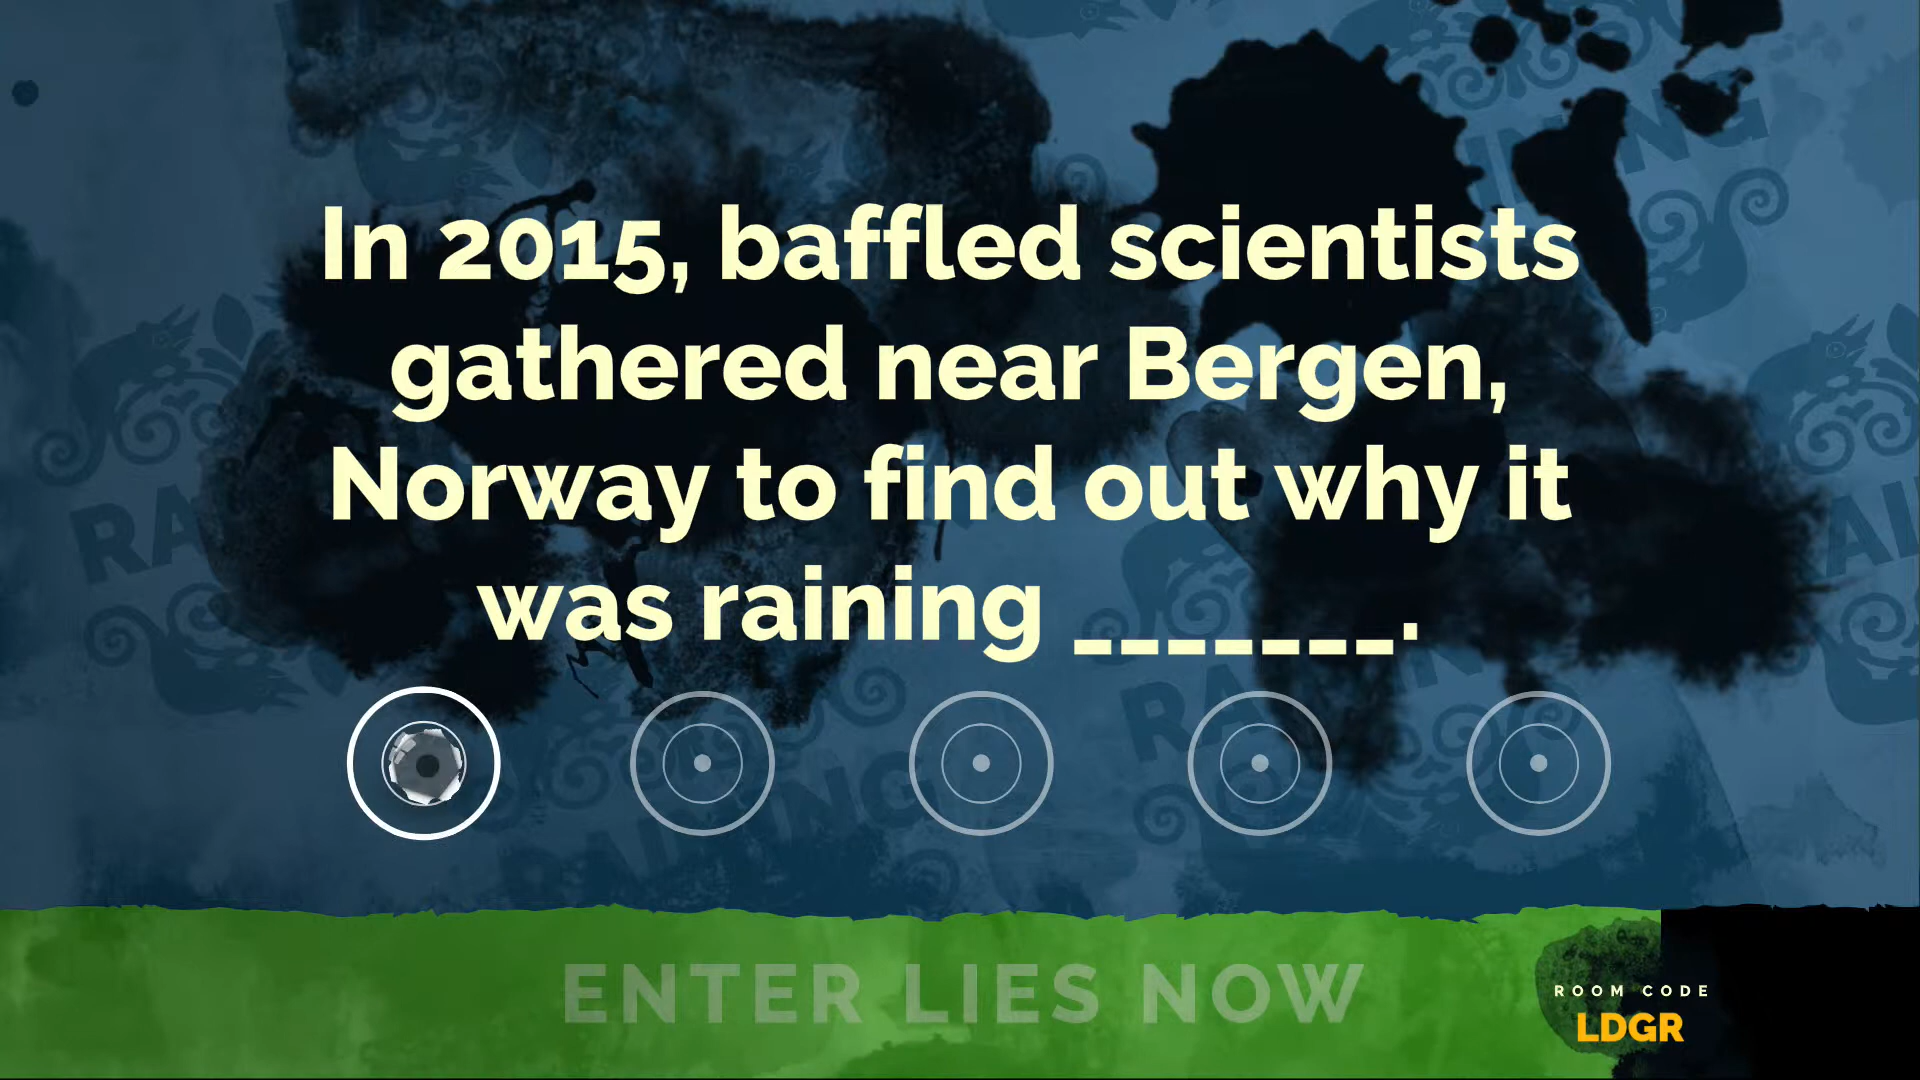 In 2015, baffled scientists
gathered near Bergen,
Norway to find out why it
was raining _______.
ENTER LIES NOW
ROOM CODE
LDGR